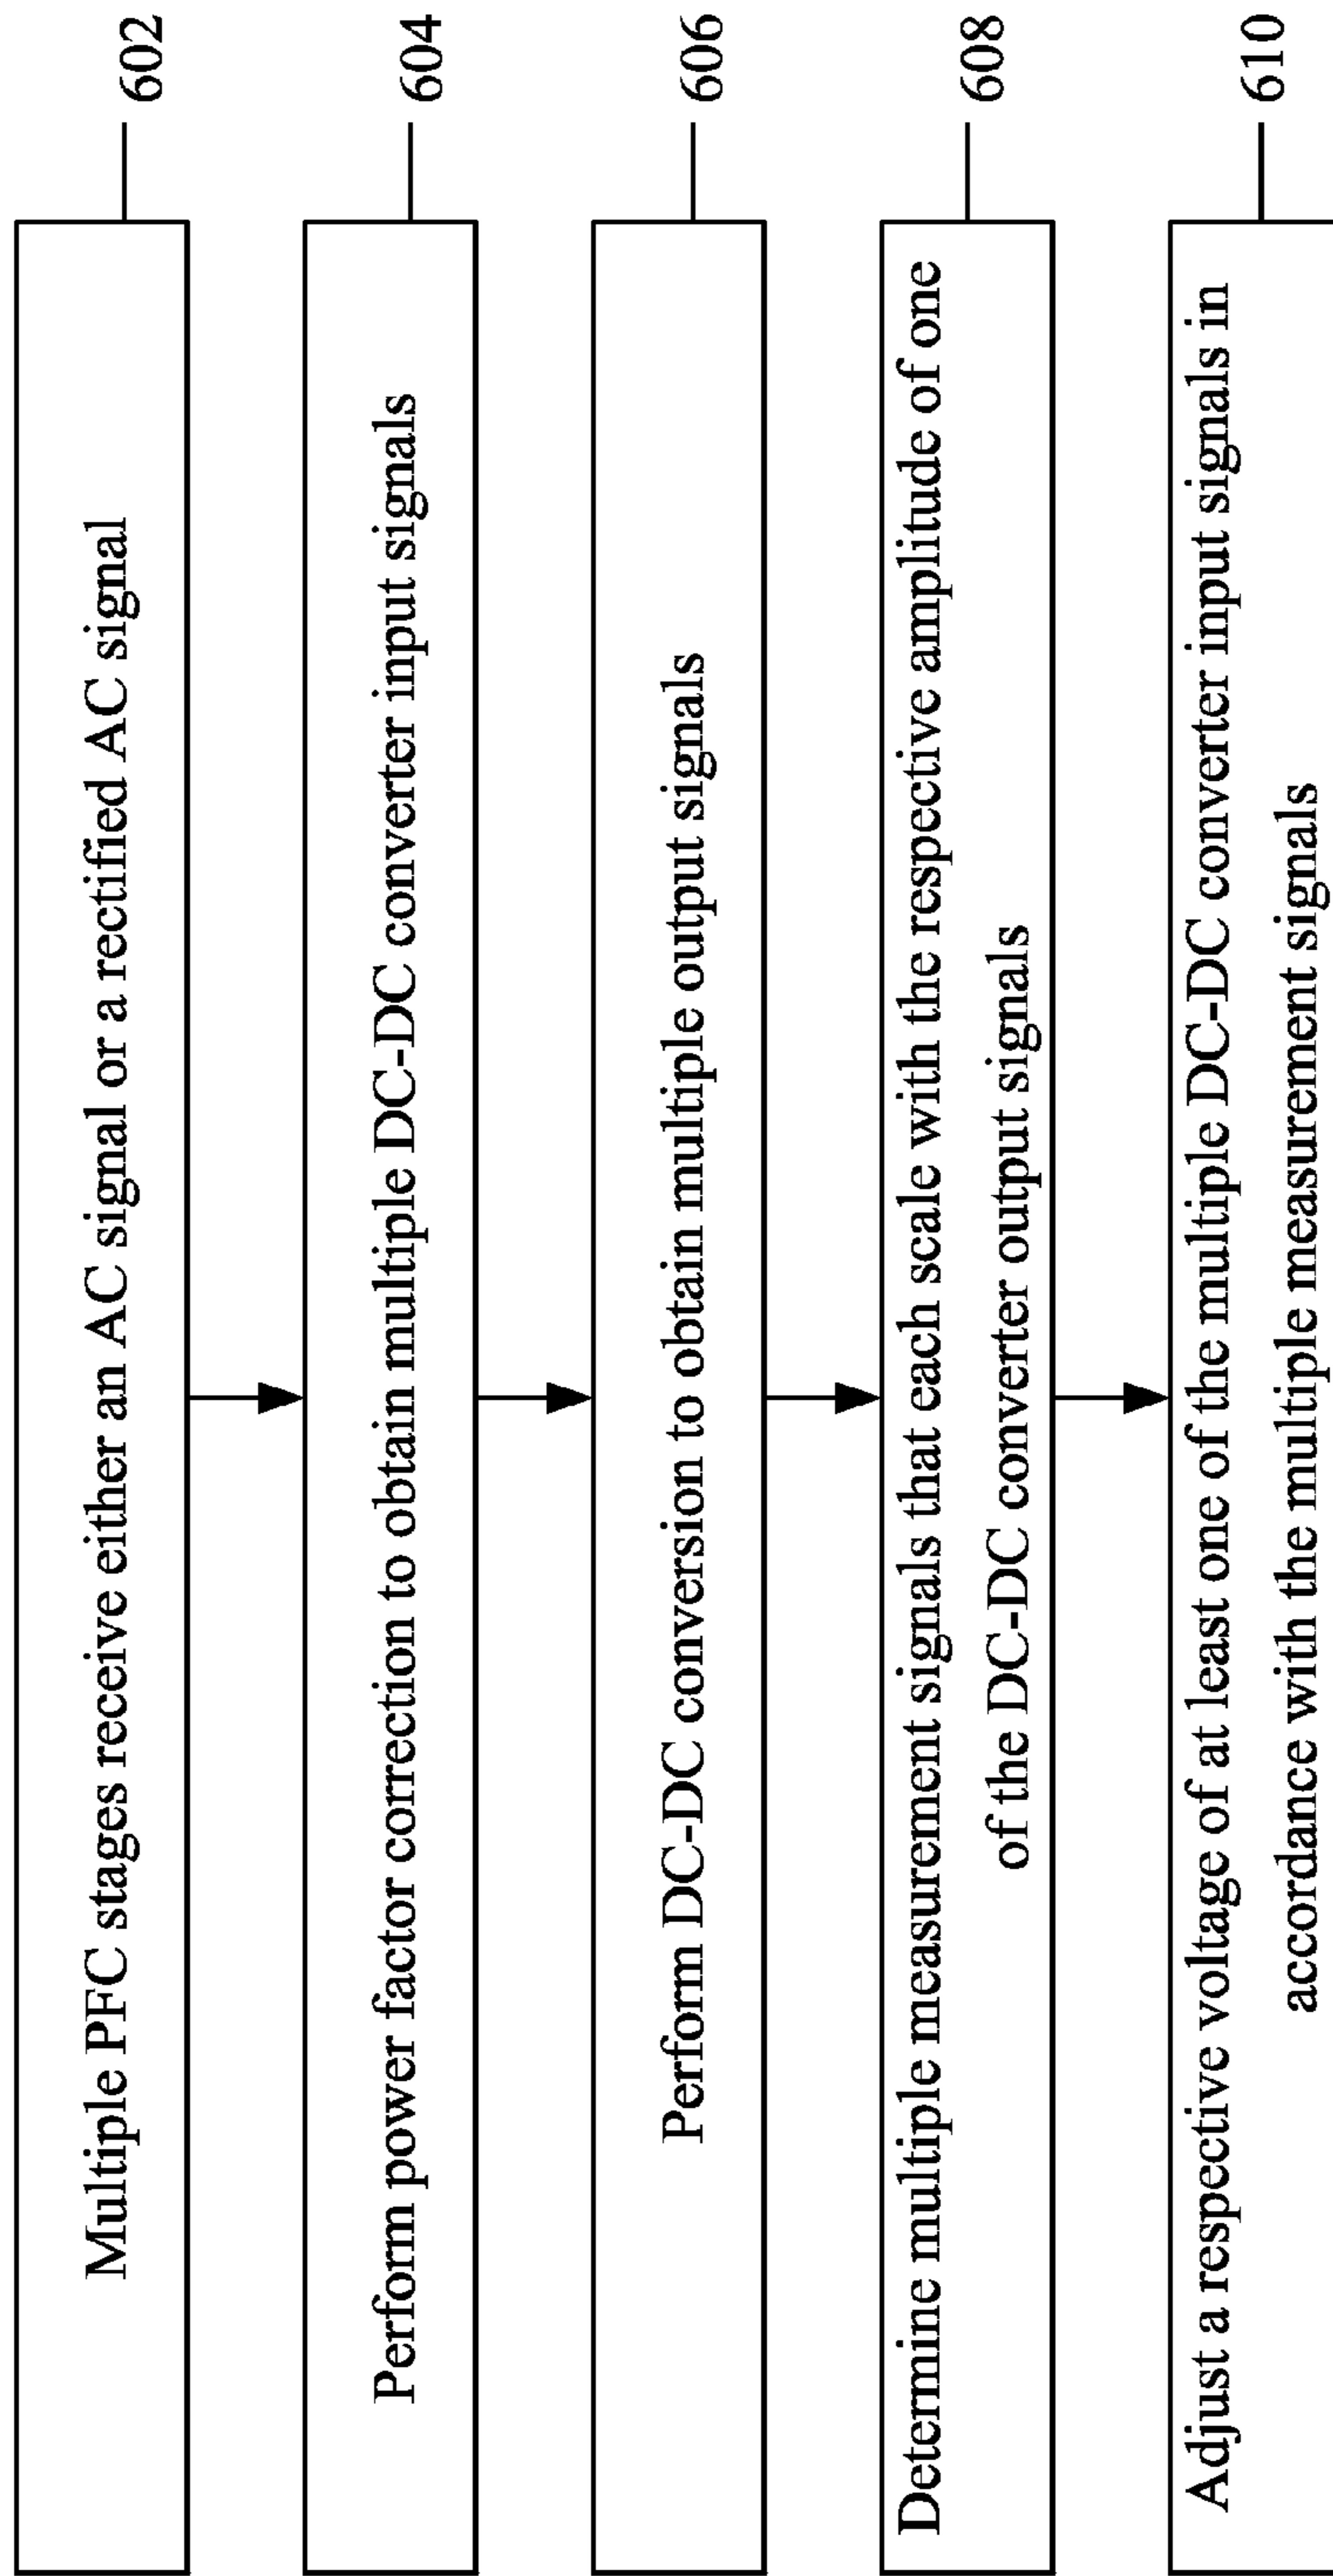 Multiple PFC stages receive either an AC signal or a rectified AC signal
602
Perform power factor correction to obtain multiple DC-DC converter input signals
604
Perform DC-DC conversion to obtain multiple output signals
606
Determine multiple measurement signals that each scale with the respective amplitude of one
of the DC-DC converter output signals
608
Adjust a respective voltage of at least one of the multiple DC-DC converter input signals in
accordance with the multiple measurement signals
610